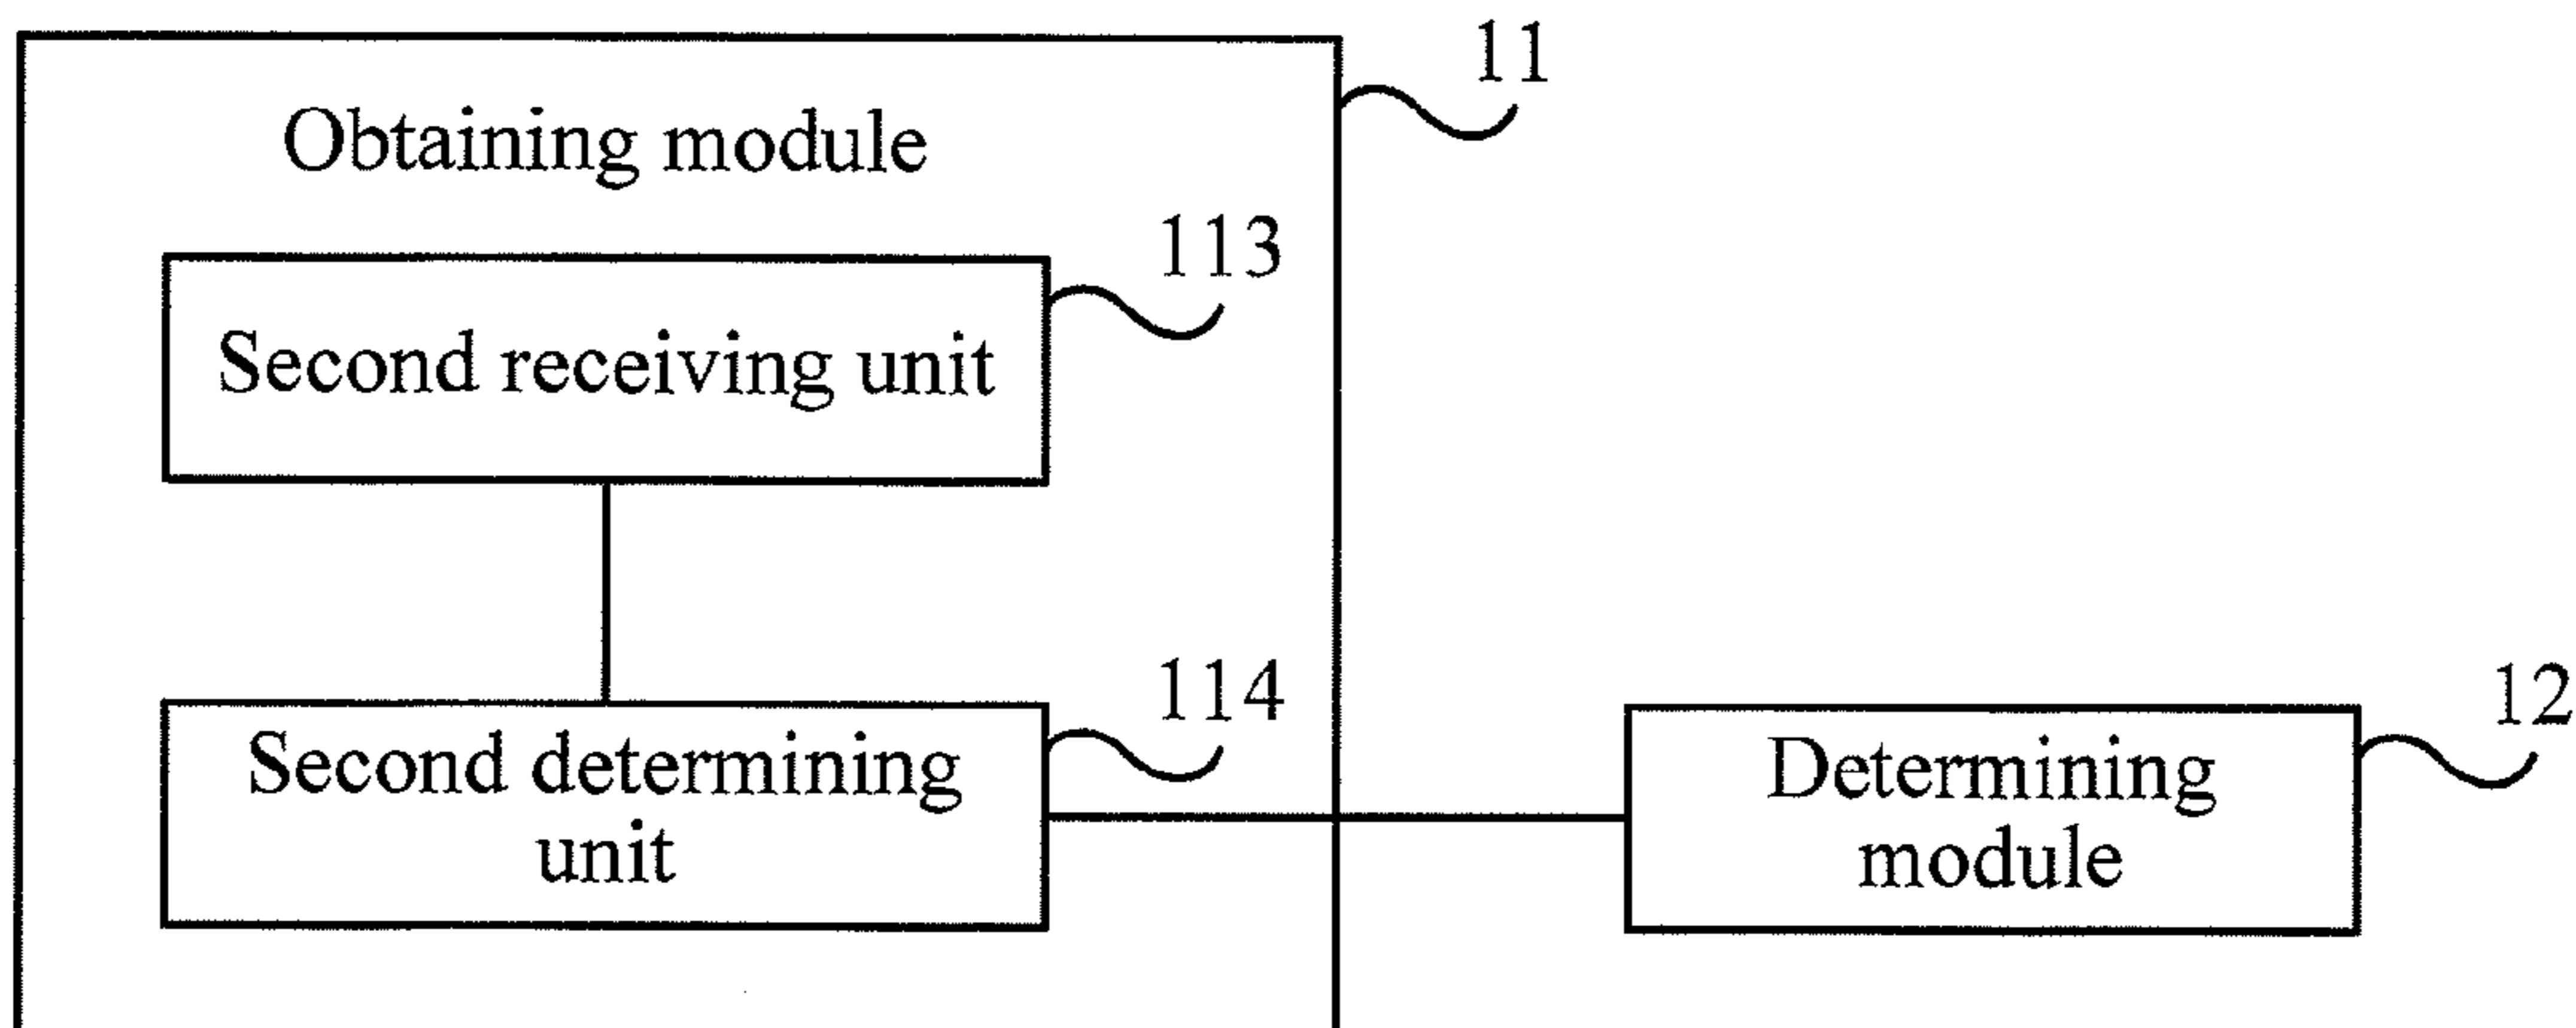 11
Obtaining module
113
Second receiving unit
114
Second determining
unit
12
Determining
module